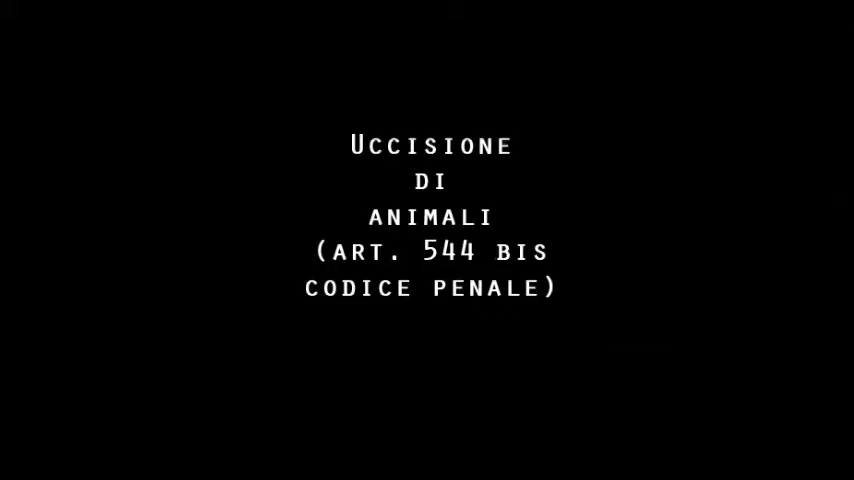 Uccisione
di
animali
(art. 544 bis
codice penale)